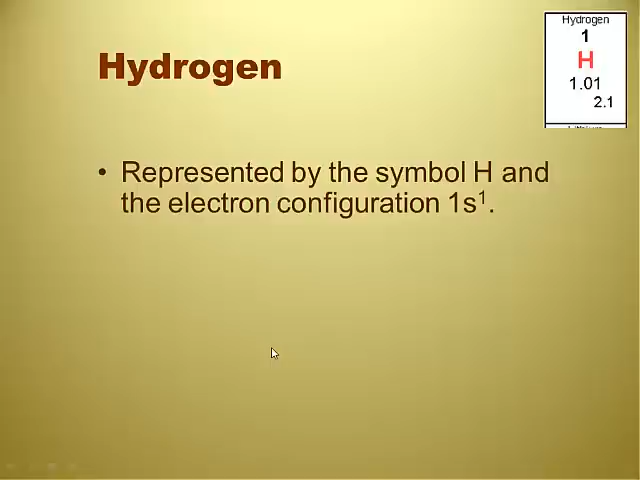 Hydrogen
1
H
1.01
2.1
Hydrogen
• Represented by the symbol H and
the electron configuration 1s¹.